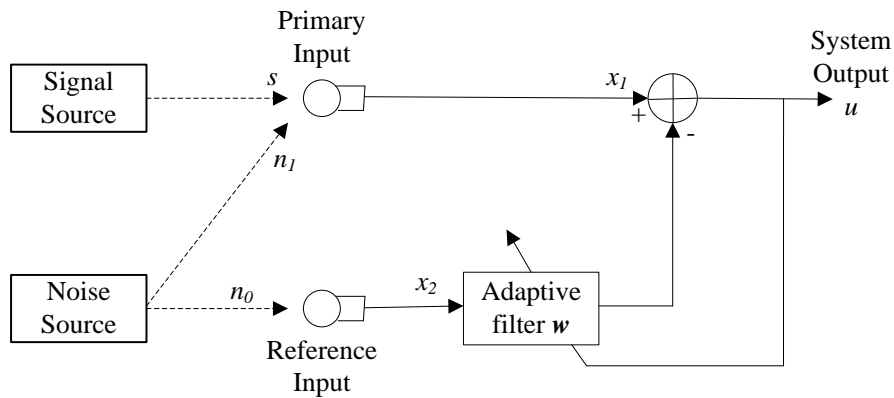 Primary
Input
System
Output
u
Signal
Source
s
x1
+
-
n1
Noise
Source
n0
x2
Adaptive
filter w
Reference
Input